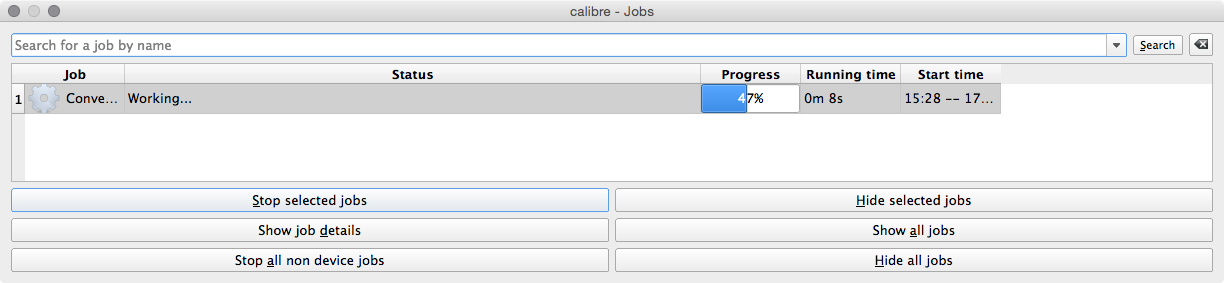 calibre - Jobs
Search for a job by name Search
Job Status Progress Running time Start time
1 Conve... Working... 47% 0m 8s 15:28 -- 17...
Stop selected jobs Hide selected jobs
Show job details Show all jobs
Stop all non device jobs Hide all jobs